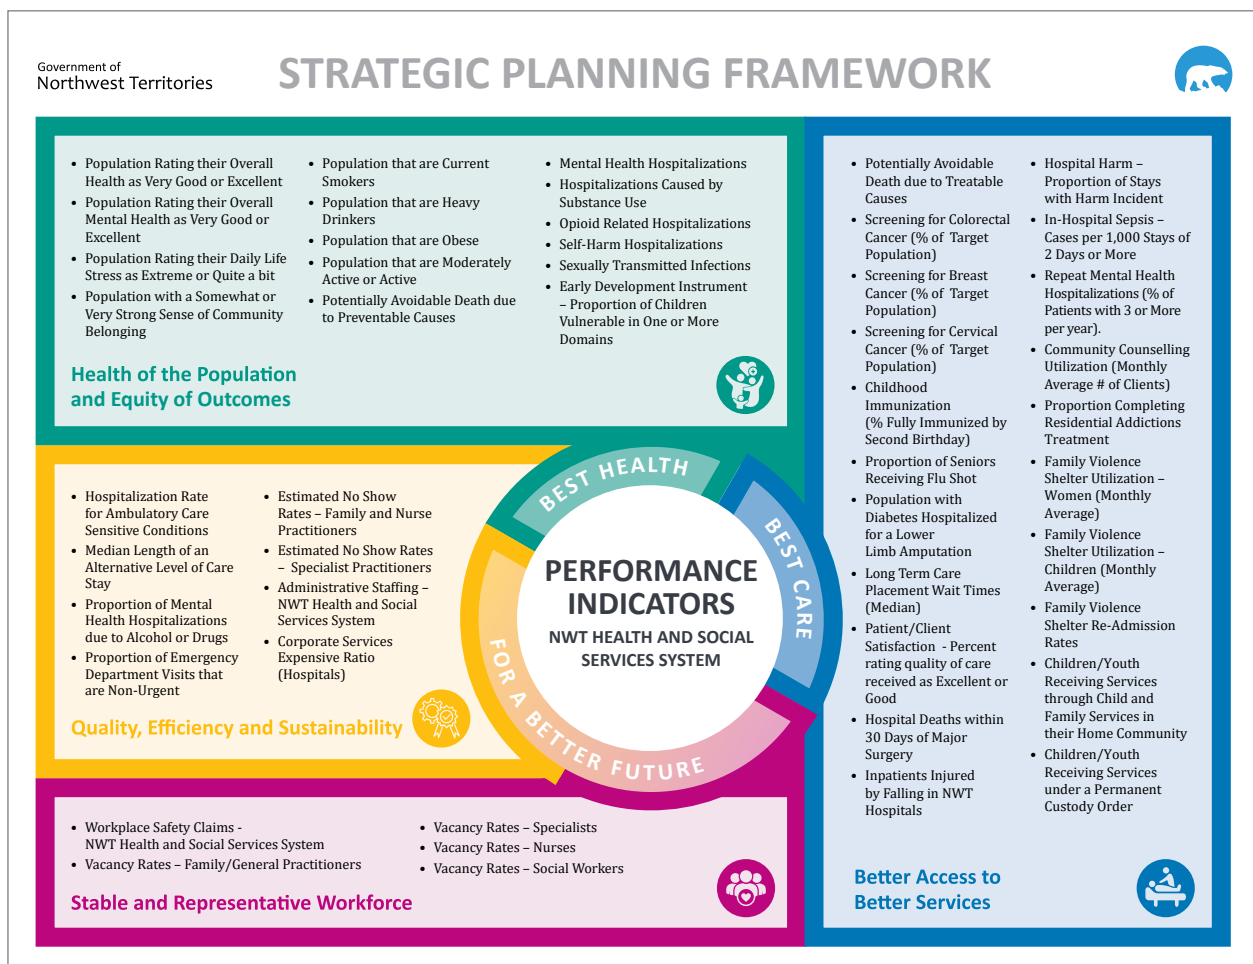 Government of
Northwest Territories
STRATEGIC PLANNING FRAMEWORK
• Population Rating their Overall
Health as Very Good or Excellent
• Population Rating their Overall
Mental Health as Very Good or
Excellent
• Population Rating their Daily Life
Stress as Extreme or Quite a bit
• Population with a Somewhat or
Very Strong Sense of Community
Belonging
• Population that are Current
Smokers
• Population that are Heavy
Drinkers
• Population that are Obese
• Population that are Moderately
Active or Active
• Potentially Avoidable Death due
to Preventable Causes
• Mental Health Hospitalizations
• Hospitalizations Caused by
Substance Use
• Opioid Related Hospitalizations
• Self-Harm Hospitalizations
• Sexually Transmitted Infections
• Early Development Instrument
– Proportion of Children
Vulnerable in One or More
Domains
Health of the Population
and Equity of Outcomes
• Hospitalization Rate
for Ambulatory Care
Sensitive Conditions
• Median Length of an
Alternative Level of Care
Stay
• Proportion of Mental
Health Hospitalizations
due to Alcohol or Drugs
• Proportion of Emergency
Department Visits that
are Non-Urgent
• Estimated No Show
Rates – Family and Nurse
Practitioners
• Estimated No Show Rates
– Specialist Practitioners
• Administrative Staffing –
NWT Health and Social
Services System
• Corporate Services
Expensive Ratio
(Hospitals)
Quality, Efficiency and Sustainability
BEST HEALTH
BEST CARE
FOR A BETTER FUTURE
PERFORMANCE
INDICATORS
NWT HEALTH AND SOCIAL
SERVICES SYSTEM
• Workplace Safety Claims -
NWT Health and Social Services System
• Vacancy Rates – Family/General Practitioners
• Vacancy Rates – Specialists
• Vacancy Rates – Nurses
• Vacancy Rates – Social Workers
Stable and Representative Workforce
• Potentially Avoidable
Death due to Treatable
Causes
• Screening for Colorectal
Cancer (% of Target
Population)
• Screening for Breast
Cancer (% of Target
Population)
• Screening for Cervical
Cancer (% of Target
Population)
• Childhood
Immunization
(% Fully Immunized by
Second Birthday)
• Proportion of Seniors
Receiving Flu Shot
• Population with
Diabetes Hospitalized
for a Lower
Limb Amputation
• Long Term Care
Placement Wait Times
(Median)
• Patient/Client
Satisfaction - Percent
rating quality of care
received as Excellent or
Good
• Hospital Deaths within
30 Days of Major
Surgery
• Inpatients Injured
by Falling in NWT
Hospitals
• Hospital Harm –
Proportion of Stays
with Harm Incident
• In-Hospital Sepsis –
Cases per 1,000 Stays of
2 Days or More
• Repeat Mental Health
Hospitalizations (% of
Patients with 3 or More
per year).
• Community Counselling
Utilization (Monthly
Average # of Clients)
• Proportion Completing
Residential Addictions
Treatment
• Family Violence
Shelter Utilization –
Women (Monthly
Average)
• Family Violence
Shelter Utilization –
Children (Monthly
Average)
• Family Violence
Shelter Re-Admission
Rates
• Children/Youth
Receiving Services
through Child and
Family Services in
their Home Community
• Children/Youth
Receiving Services
under a Permanent
Custody Order
Better Access to
Better Services